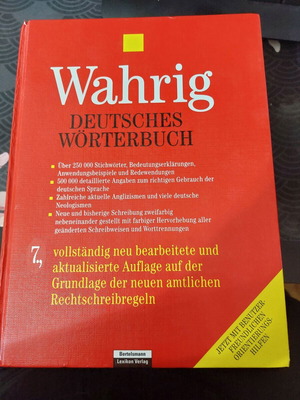 Wahrig
DEUTSCHES
WÖRTERBUCH
Über 250 000 Stichwörter, Bedeutungserklärungen,
Anwendungsbeispiele und Redewendungen
500 000 detaillierte Angaben zum richtigen Gebrauch der
deutschen Sprache
Zahlreiche aktuelle Anglizismen und viele deutsche
Neologismen
Neue und bisherige Schreibung zweifarbig
nebeneinander gestellt mit farbiger Hervorhebung aller
geänderten Schreibweisen und Worttrennungen
7., vollständig neu bearbeitete und
aktualisierte Auflage auf der
Grundlage der neuen amtlichen
Rechtschreibregeln
JETZT MIT BENUTZER-
FREUNDLICHEN
ORIENTIERUNGS
HILFEN
Bertelsmann
Lexikon Verlag